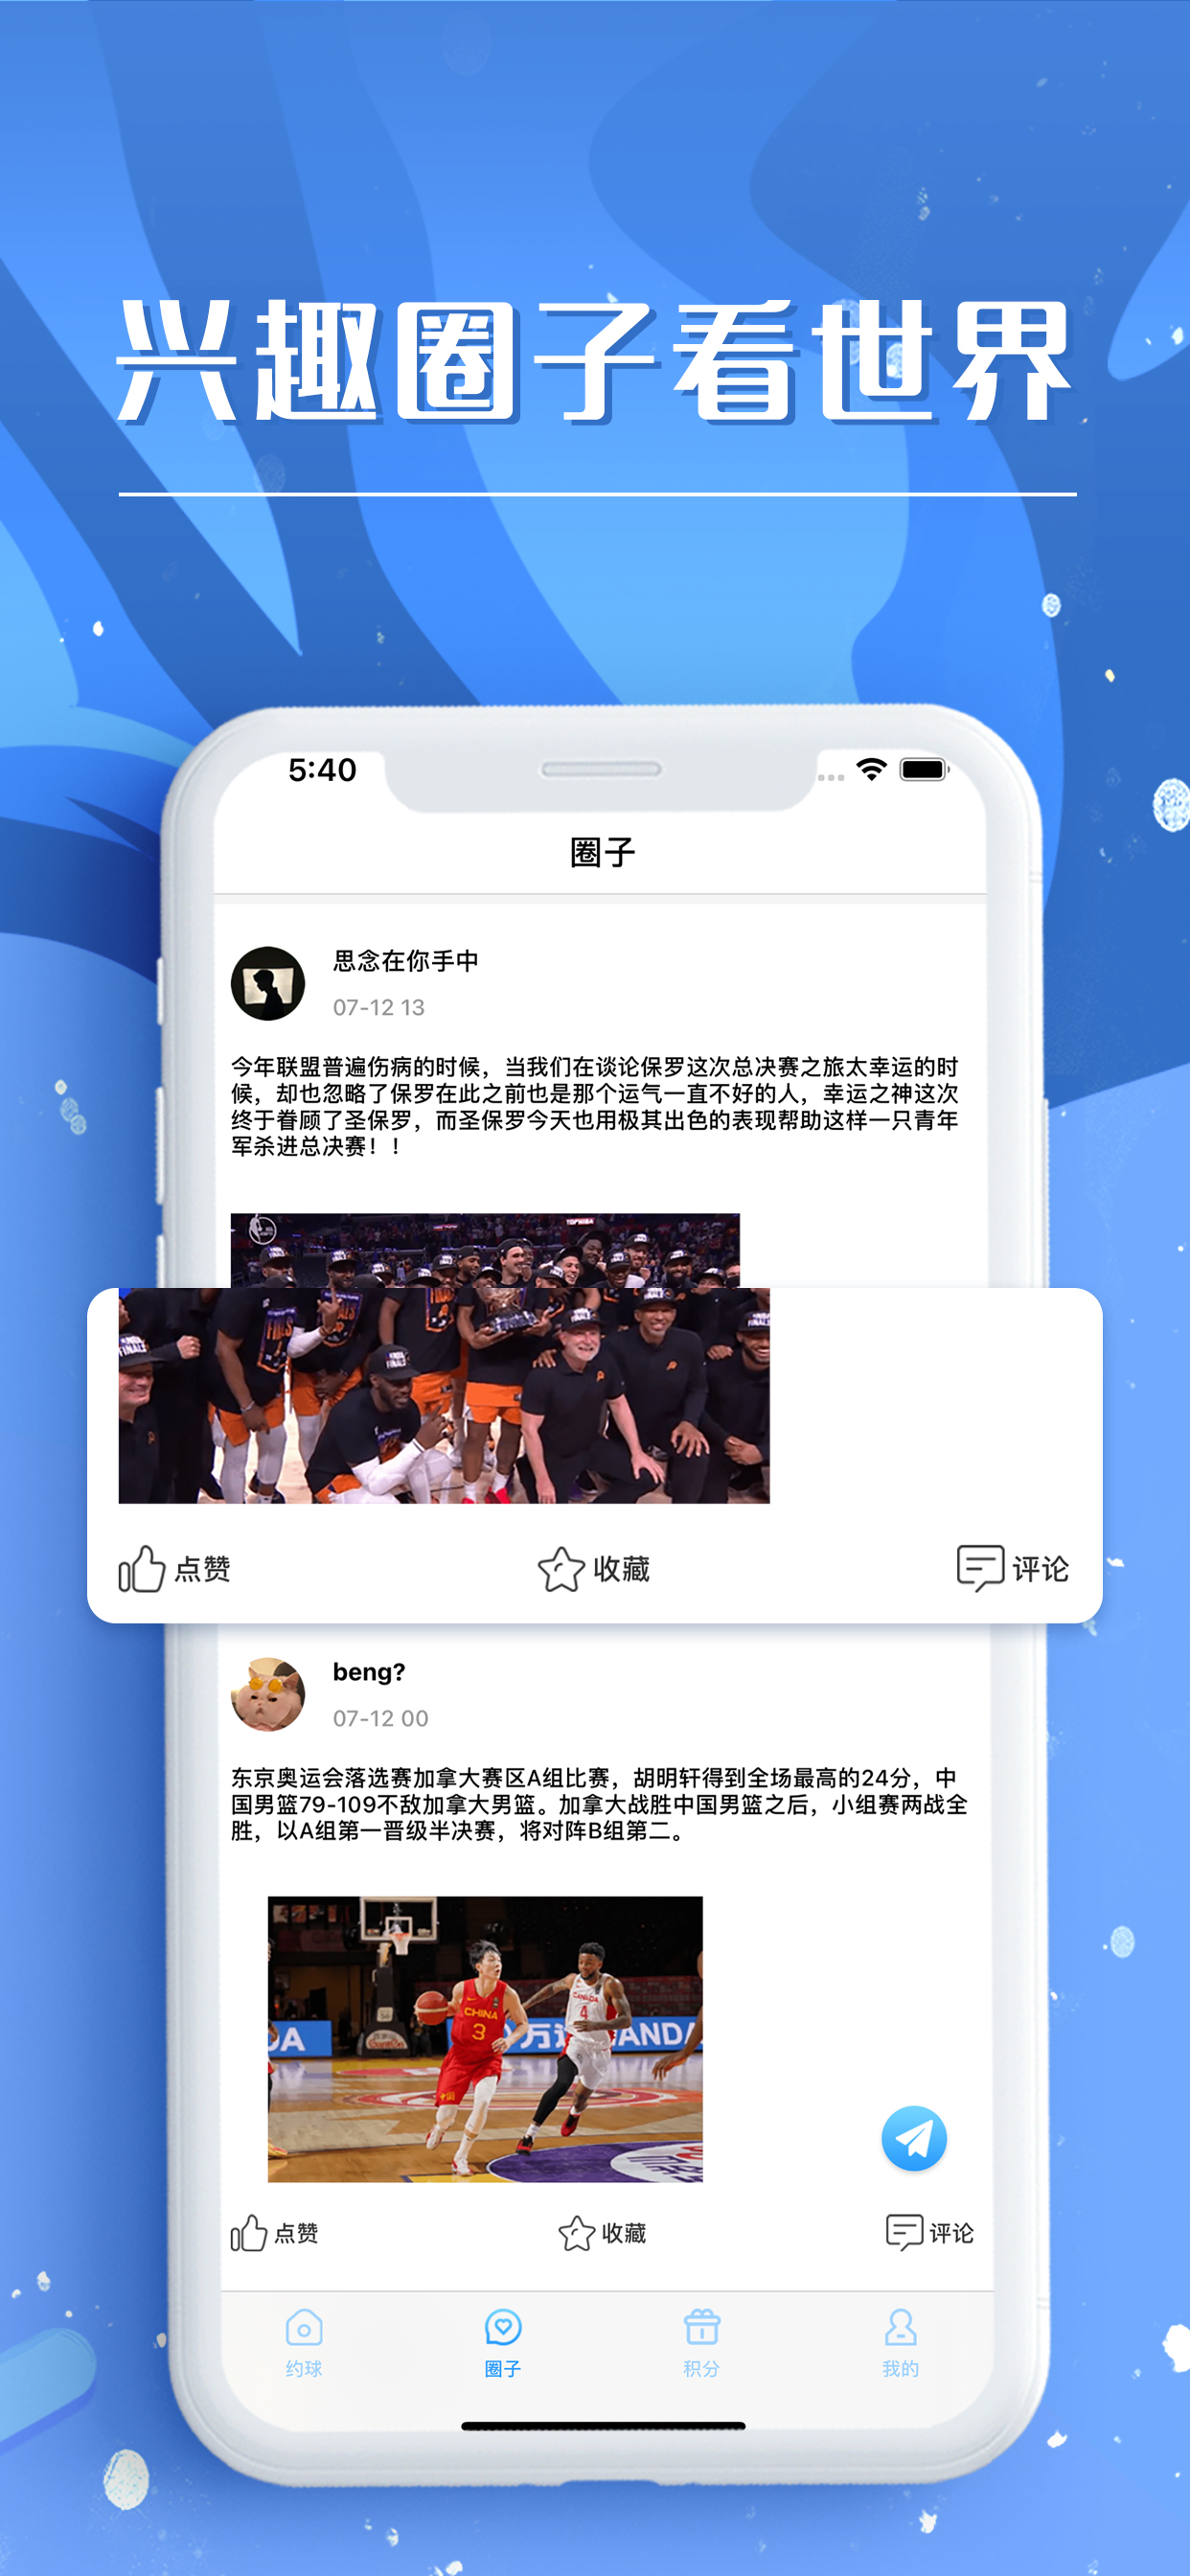 兴趣圈子看世界
5:40
圈子
思念在你手中
07-12 13
今年联盟普遍伤病的时候，当我们在谈论保罗这次总决赛之旅太幸运的时
候，却也忽略了保罗在此之前也是那个运气一直不好的人，幸运之神这次
终于眷顾了圣保罗，而圣保罗今天也用极其出色的表现帮助这样一只青年
军杀进总决赛！！
FINALS
点赞
收藏
评论
beng?
07-12 00
东京奥运会落选赛加拿大赛区A组比赛，胡明轩得到全场最高的24分，中
国男篮79-109不敌加拿大男篮。加拿大战胜中国男篮之后，小组赛两战全
胜，以A组第一晋级半决赛，将对阵B组第二。
CHINA
3
CANADA
4
点赞
收藏
评论
约球
圈子
积分
我的